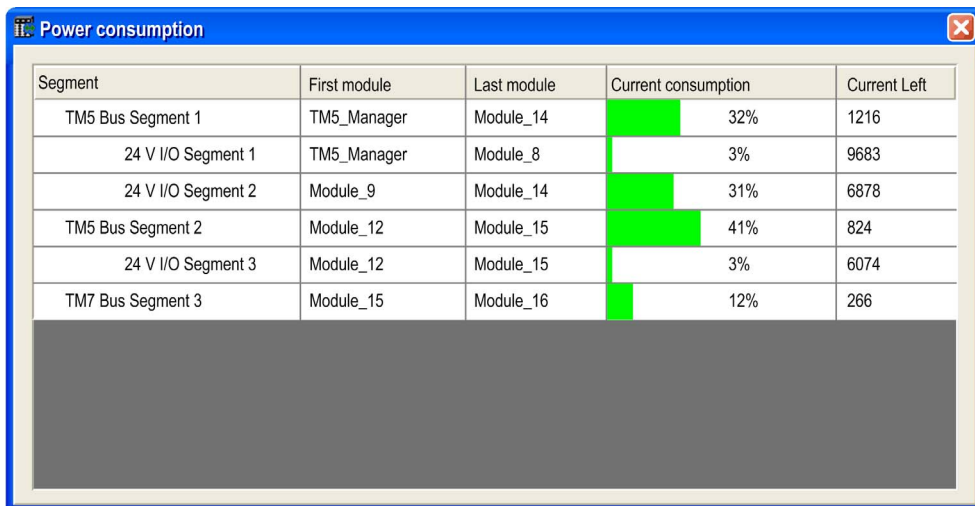 Power consumption
Segment First module Last module Current consumption Current Left
TM5 Bus Segment 1 TM5_Manager Module_14 32% 1216
24 V I/O Segment 1 TM5_Manager Module_8 3% 9683
24 V I/O Segment 2 Module_9 Module_14 31% 6878
TM5 Bus Segment 2 Module_12 Module_15 41% 824
24 V I/O Segment 3 Module_12 Module_15 3% 6074
TM7 Bus Segment 3 Module_15 Module_16 12% 266